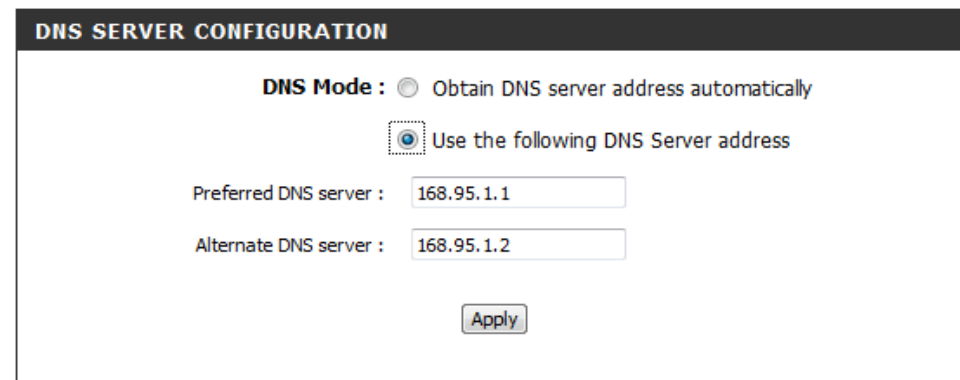 DNS SERVER CONFIGURATION
DNS Mode : Obtain DNS server address automatically
Use the following DNS Server address
Preferred DNS server : 168.95.1.1
Alternate DNS server : 168.95.1.2
Apply